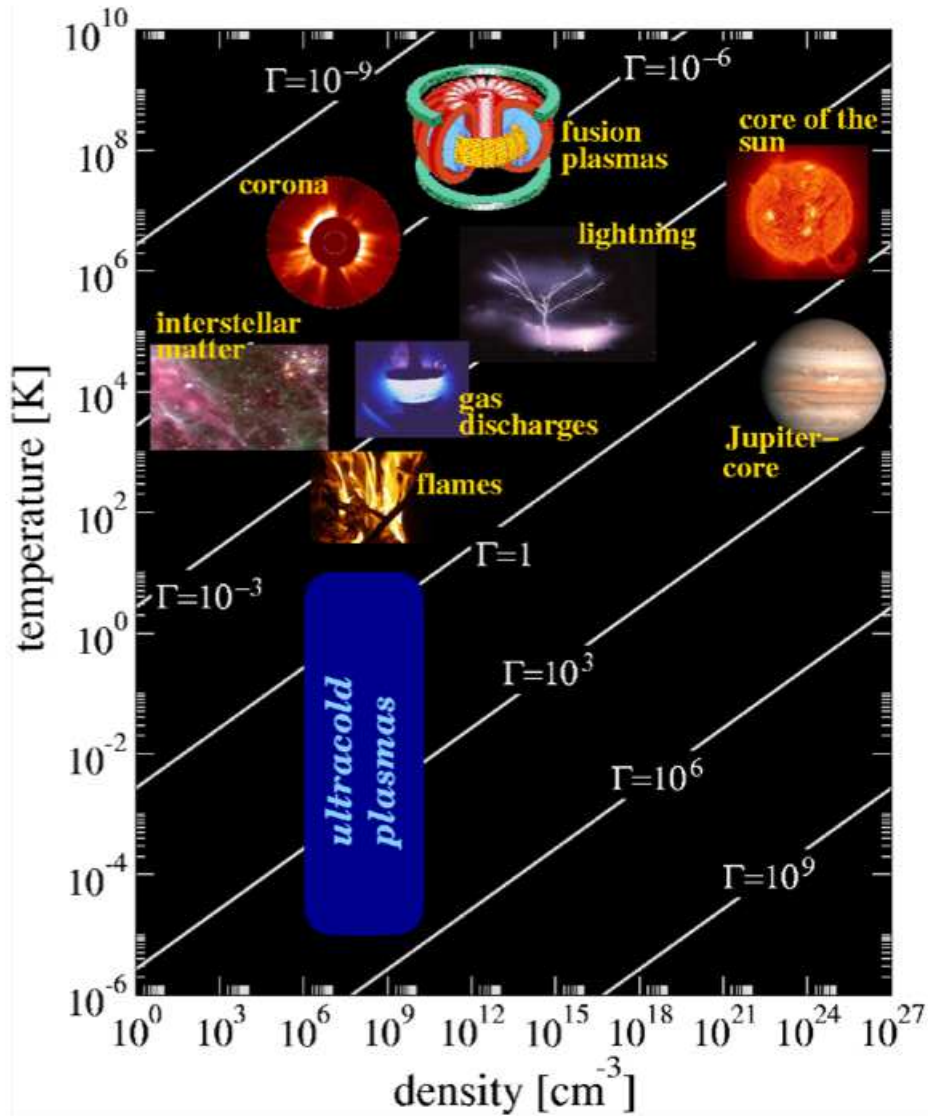 10^10
10^8
10^6
10^4
10^2
10^0
10^-2
10^-4
10^-6
temperature [K]
Γ=10^-9
Γ=10^-6
fusion
plasmas
core of the
sun
corona
lightning
interstellar
matter
gas
discharges
Jupiter-
core
flames
Γ=1
Γ=10^-3
Γ=10^3
ultracold
plasmas
Γ=10^6
Γ=10^9
10^0
10^3
10^6
10^9
10^12
10^15
10^18
10^21
10^24
10^27
density [cm^-3]